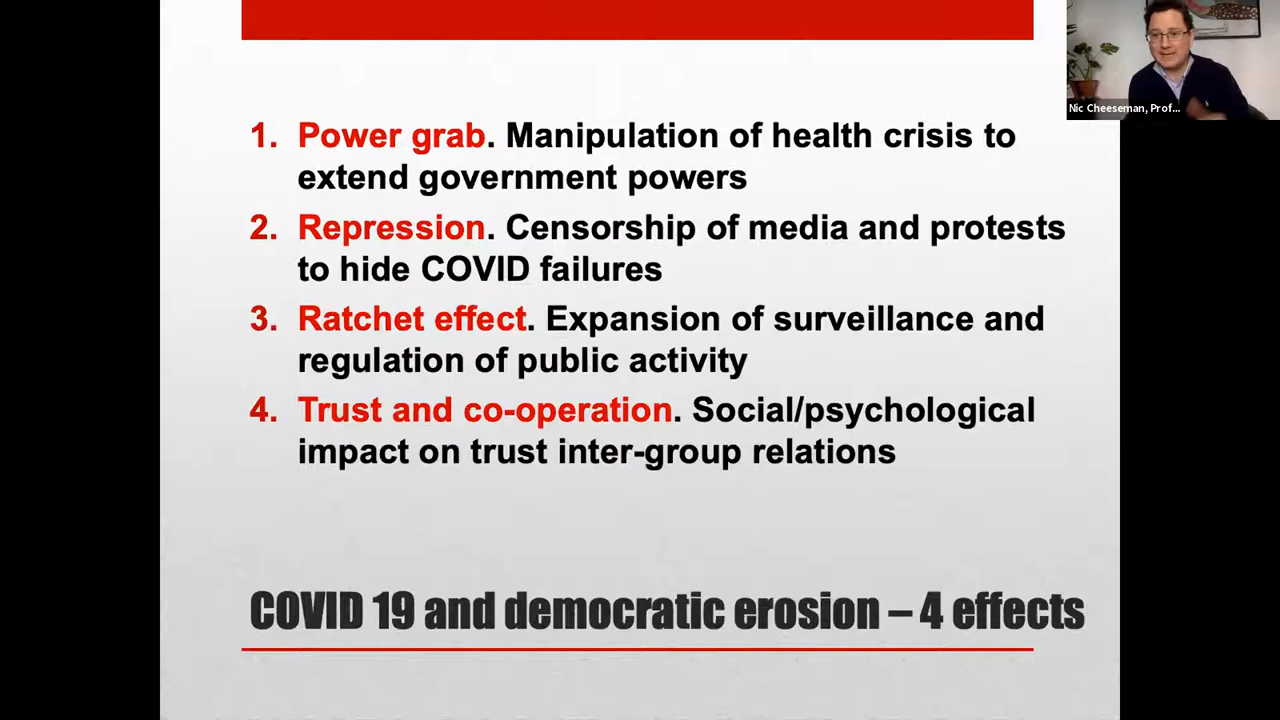 1. Power grab. Manipulation of health crisis to
extend government powers
2. Repression. Censorship of media and protests
to hide COVID failures
3. Ratchet effect. Expansion of surveillance and
regulation of public activity
4. Trust and co-operation. Social/psychological
impact on trust inter-group relations
COVID 19 and democratic erosion – 4 effects
Nic Cheeseman, Prof...